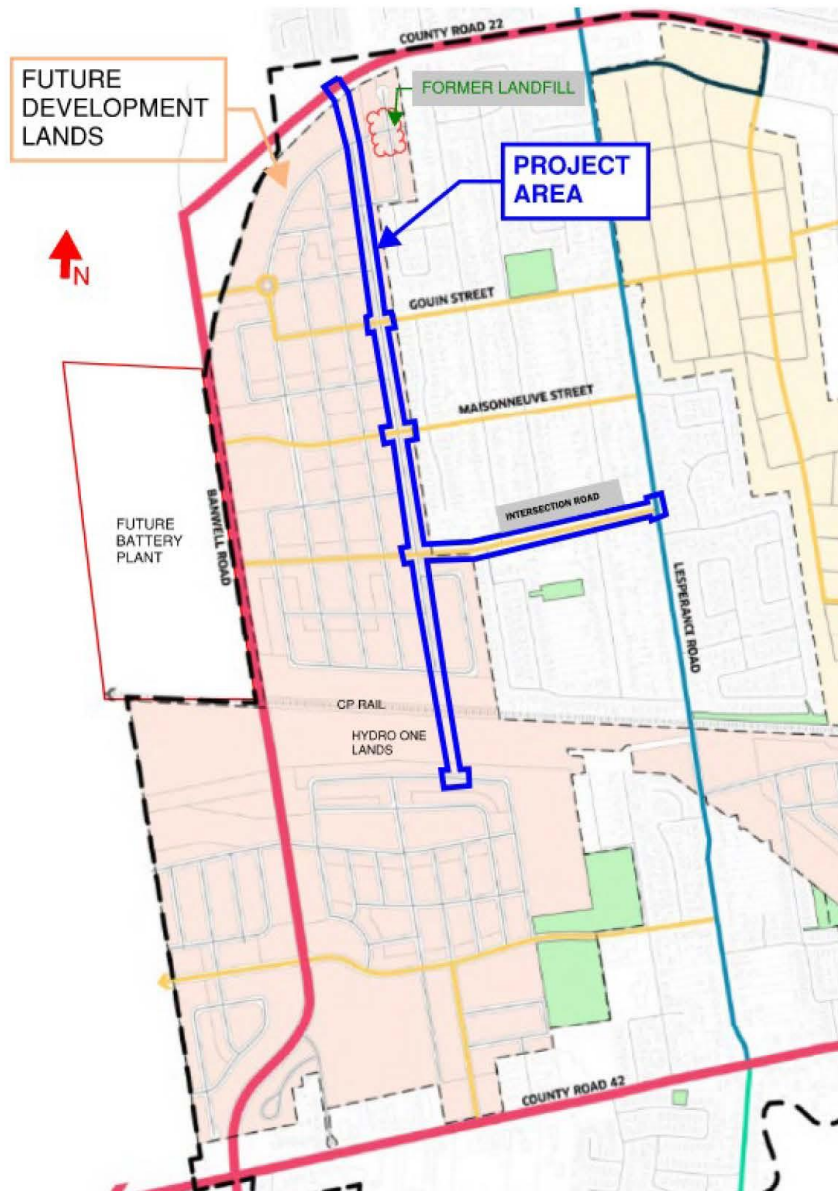 COUNTY ROAD 22
FUTURE
DEVELOPMENT
LANDS
FORMER LANDFILL
PROJECT
AREA
N
GOUIN STREET
MAISONNEUVE STREET
INTERSECTION ROAD
FUTURE
BATTERY
PLANT
BANWELL ROAD
LESPERANCE ROAD
CP RAIL
HYDRO ONE
LANDS
COUNTY ROAD 42